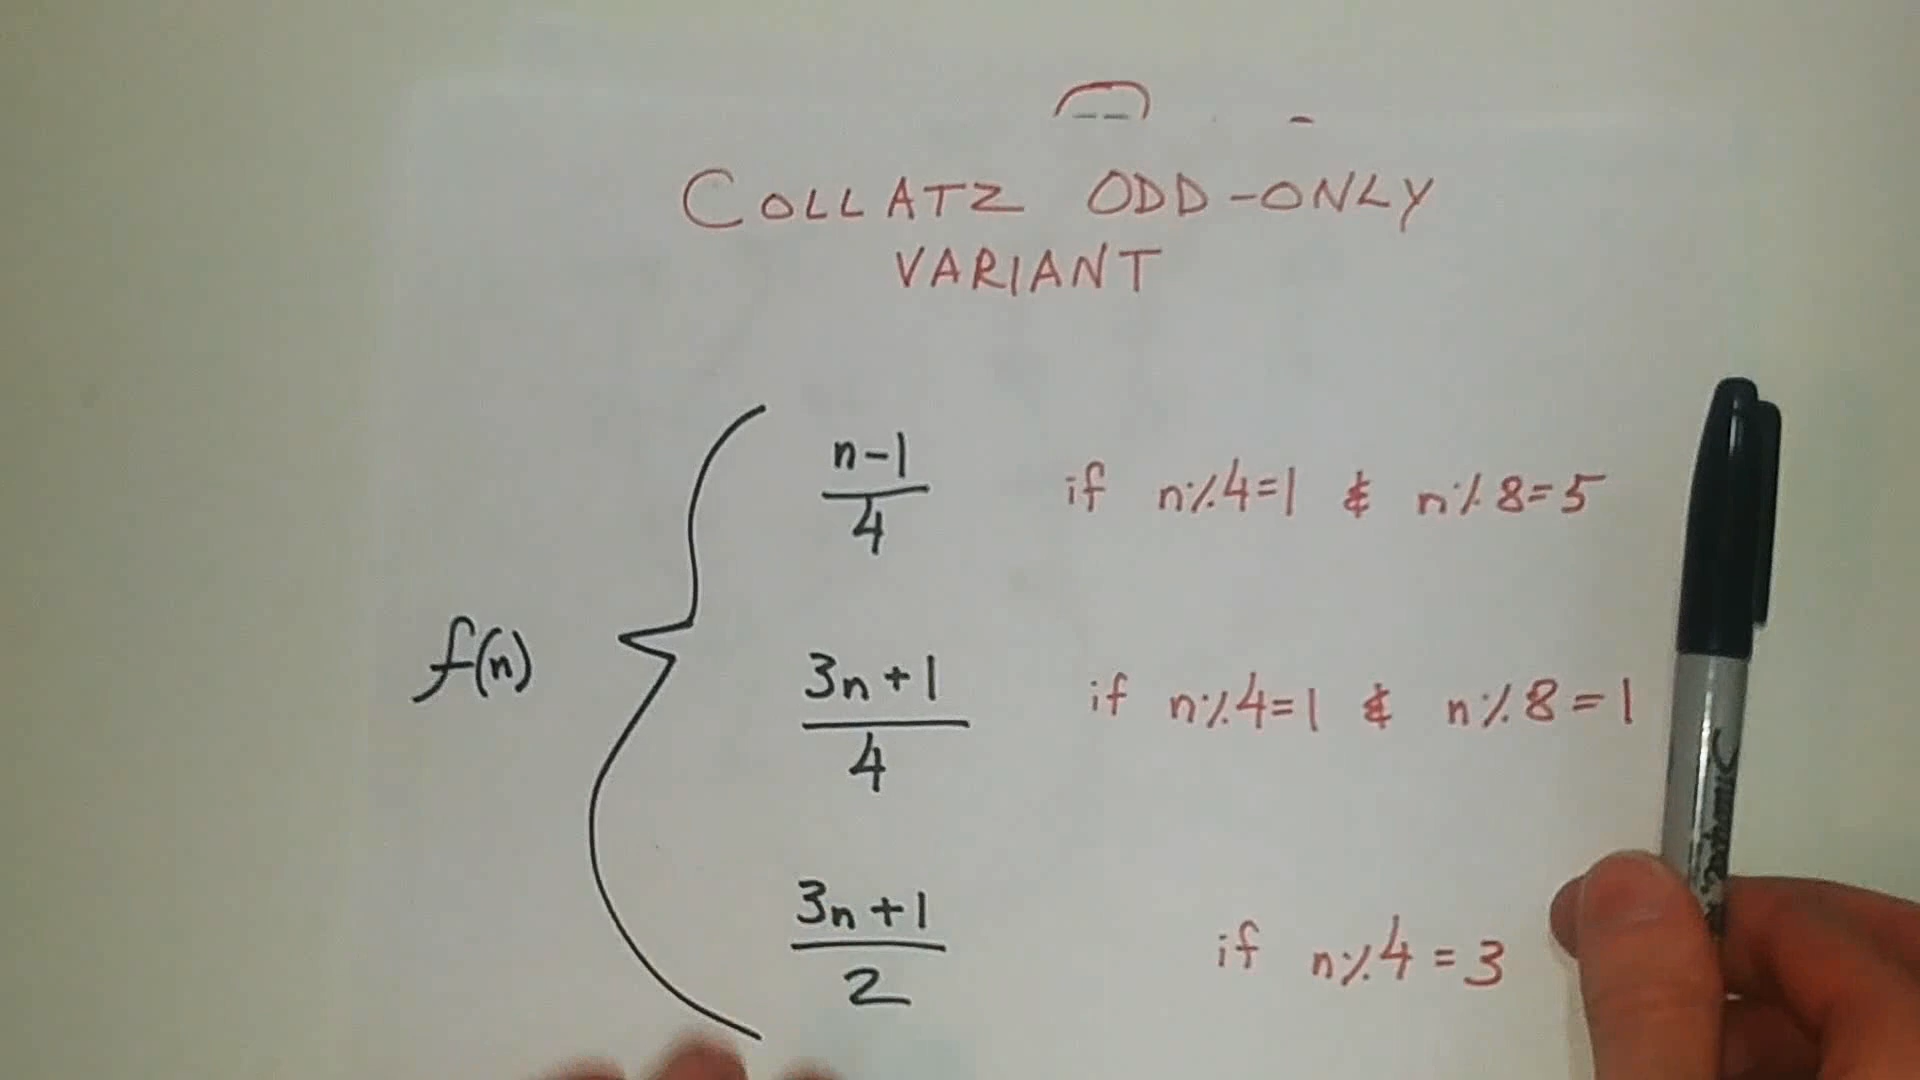 COLLATZ ODD-ONLY
VARIANT
n-1
4
if n%4=1 & n%8=5
f(n)
3n+1
4
if n%4=1 & n%8=1
3n+1
2
if n%4=3